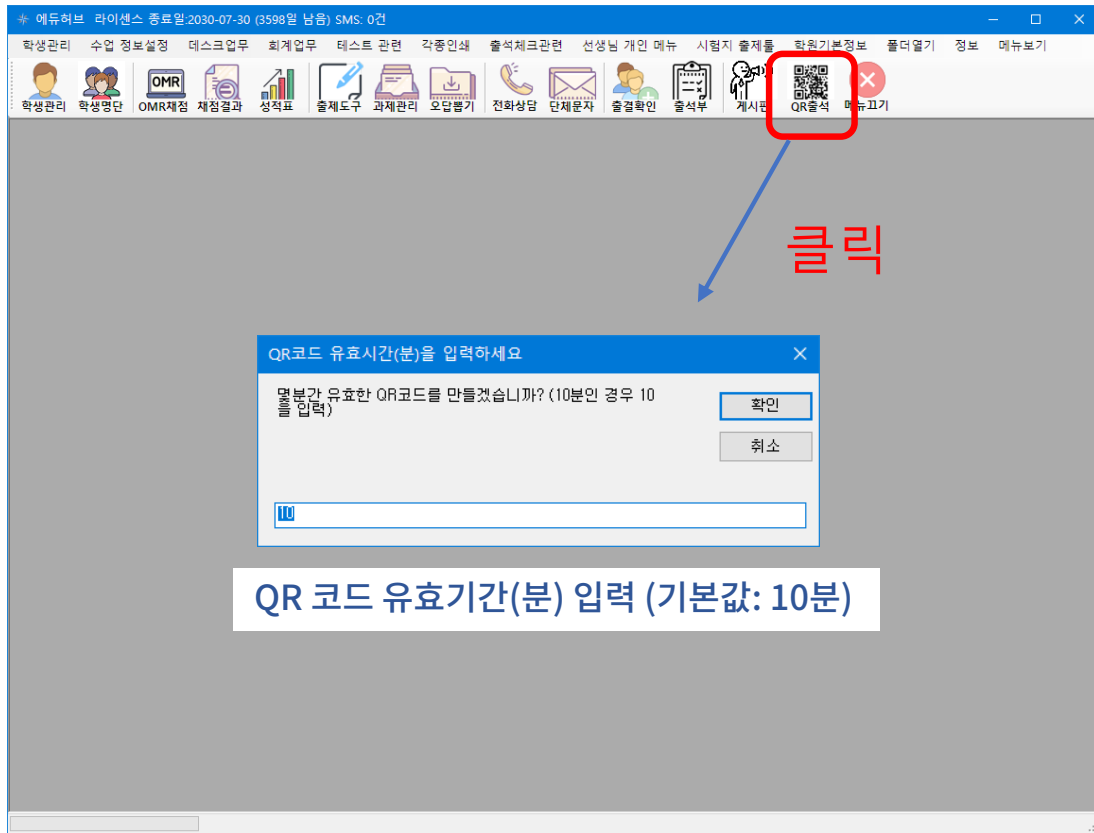 에듀허브 라이센스 종료일:2030-07-30 (3598일 남음) SMS: 0건
학생관리 수업 정보설정 데스크업무 회계업무 테스트 관련 각종인쇄 출석체크관련 선생님 개인 메뉴 시험지 출제툴 학원기본정보 폴더열기 정보 메뉴보기
OMR
학생관리 학생명단 OMR채점 채점결과 성적표 출제도구 과제관리 오답뽑기 전화상담 단체문자 출결확인 출석부 게시판 QR출석 메뉴끄기
클릭
QR코드 유효시간(분)을 입력하세요
몇분간 유효한 QR코드를 만들겠습니까? (10분인 경우 10
을 입력)
확인
취소
10
QR 코드 유효기간(분) 입력 (기본값: 10분)